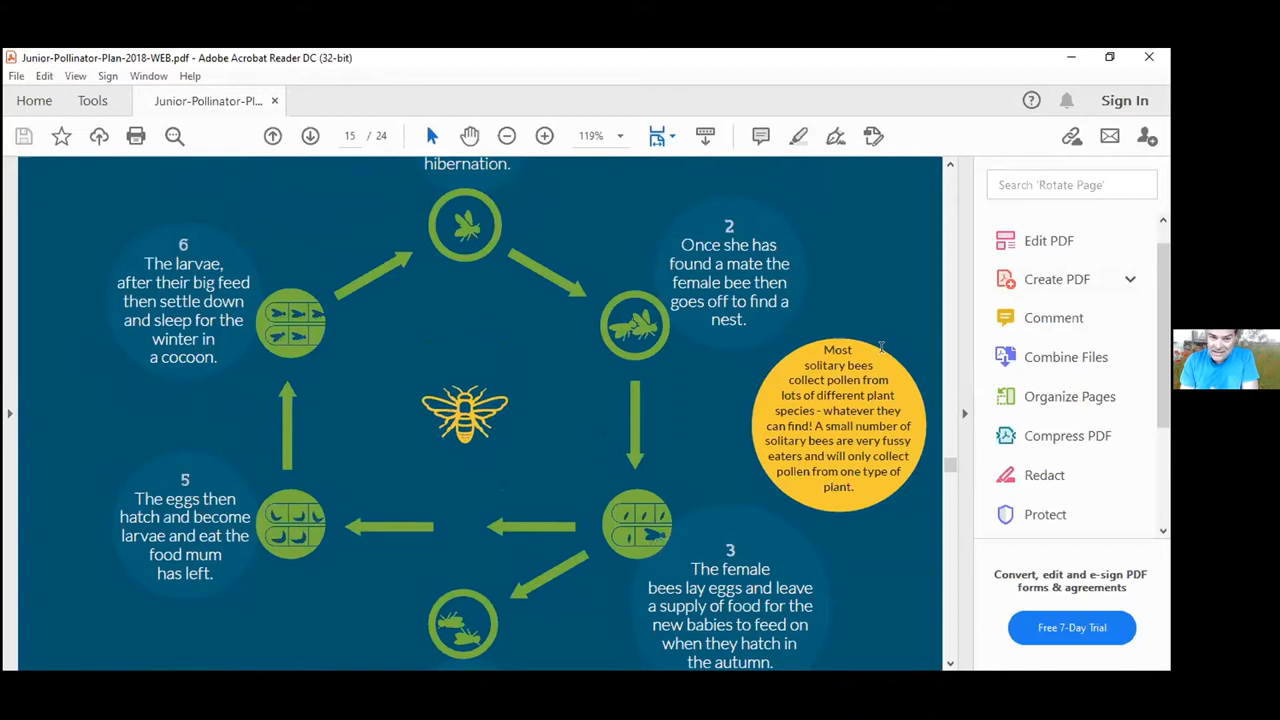 Junior-Pollinator-Plan-2018-WEB.pdf - Adobe Acrobat Reader DC (32-bit)
File Edit View Sign Window Help
Home Tools Junior-Pollinator-Pl... ×
Sign In
15 / 24
119%
hibernation.
2
Once she has
found a mate the
female bee then
goes off to find a
nest.
6
The larvae,
after their big feed
then settle down
and sleep for the
winter in
a cocoon.
Most
solitary bees
collect pollen from
lots of different plant
species - whatever they
can find! A small number of
solitary bees are very fussy
eaters and will only collect
pollen from one type of
plant.
5
The eggs then
hatch and become
larvae and eat the
food mum
has left.
3
The female
bees lay eggs and leave
a supply of food for the
new babies to feed on
when they hatch in
the autumn.
Search 'Rotate Page'
Edit PDF
Create PDF
Comment
Combine Files
Organize Pages
Compress PDF
Redact
Protect
Convert, edit and e-sign PDF
forms & agreements
Free 7-Day Trial